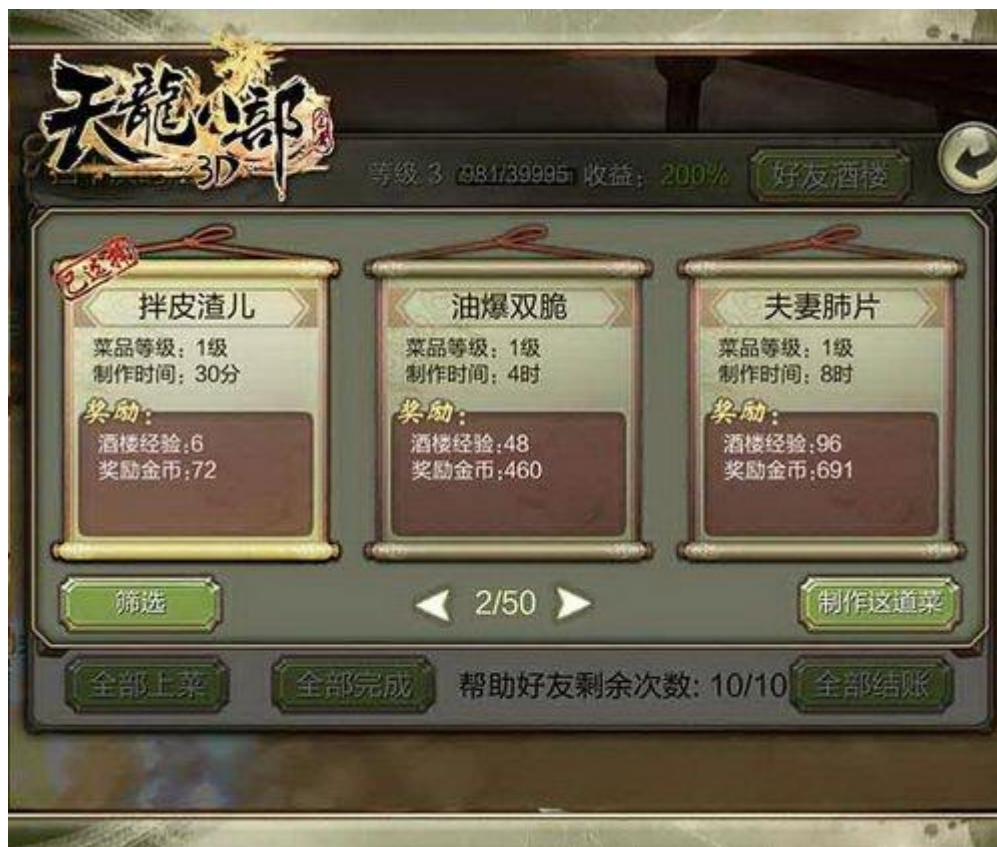 天龍八部
3D
等级 3 981/39995 收益: 200% 好友酒楼
已选择
拌皮渣儿
菜品等级: 1级
制作时间: 30分
奖励:
酒楼经验:6
奖励金币:72
油爆双脆
菜品等级: 1级
制作时间: 4时
奖励:
酒楼经验:48
奖励金币:460
夫妻肺片
菜品等级: 1级
制作时间: 8时
奖励:
酒楼经验:96
奖励金币:691
筛选
2/50
制作这道菜
全部上菜
全部完成
帮助好友剩余次数: 10/10
全部结账